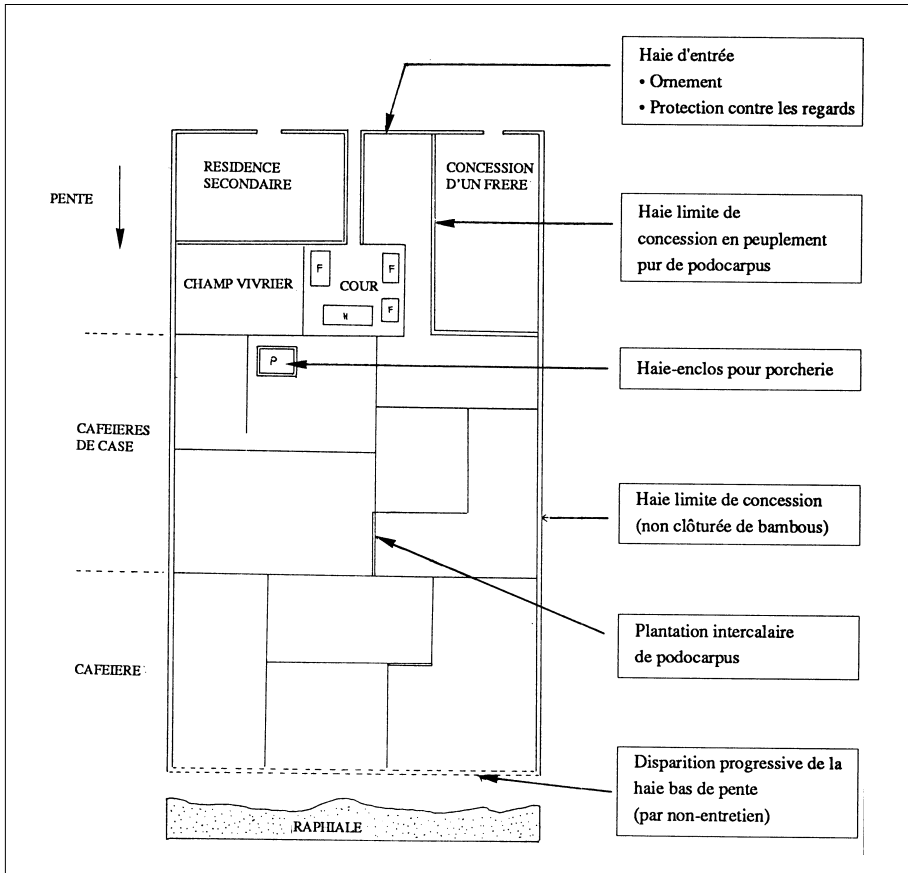 Haie d'entrée
• Ornement
• Protection contre les regards
RESIDENCE
SECONDAIRE
CONCESSION
D'UN FRERE
PENTE
Haie limite de
concession en peuplement
pur de podocarpus
CHAMP VIVRIER
F
COUR
F
H
F
P
Haie-enclos pour porcherie
CAFEIERES
DE CASE
Haie limite de concession
(non clôturée de bambous)
Plantation intercalaire
de podocarpus
CAFEIERE
Disparition progressive de la
haie bas de pente
(par non-entretien)
RAPHIALE